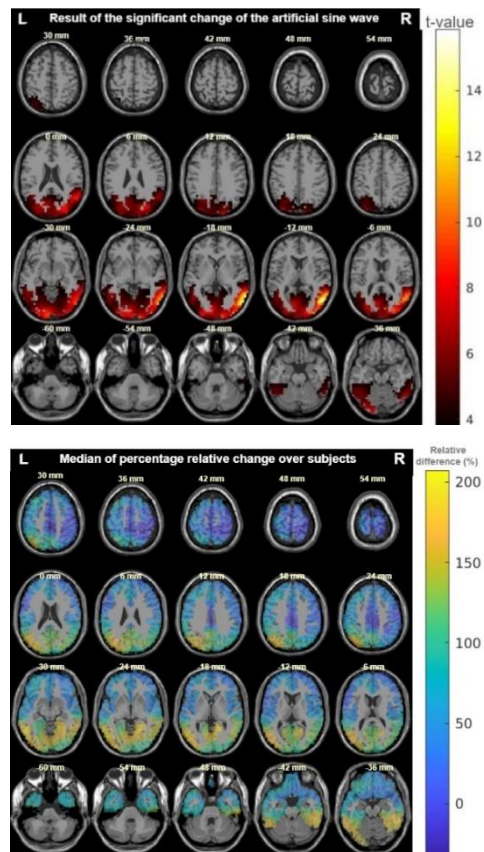 L Result of the significant change of the artificial sine wave R
t-value
30 mm 36 mm 42 mm 48 mm 54 mm
0 mm 6 mm 12 mm 18 mm 24 mm
-30 mm -24 mm -18 mm -12 mm -6 mm
-60 mm -54 mm -48 mm -42 mm -36 mm
14
12
10
8
6
4
L Median of percentage relative change over subjects R
Relative
difference (%)
30 mm 36 mm 42 mm 48 mm 54 mm
0 mm 6 mm 12 mm 18 mm 24 mm
-30 mm -24 mm -18 mm -12 mm -6 mm
-60 mm -54 mm -48 mm -42 mm -36 mm
200
150
100
50
0